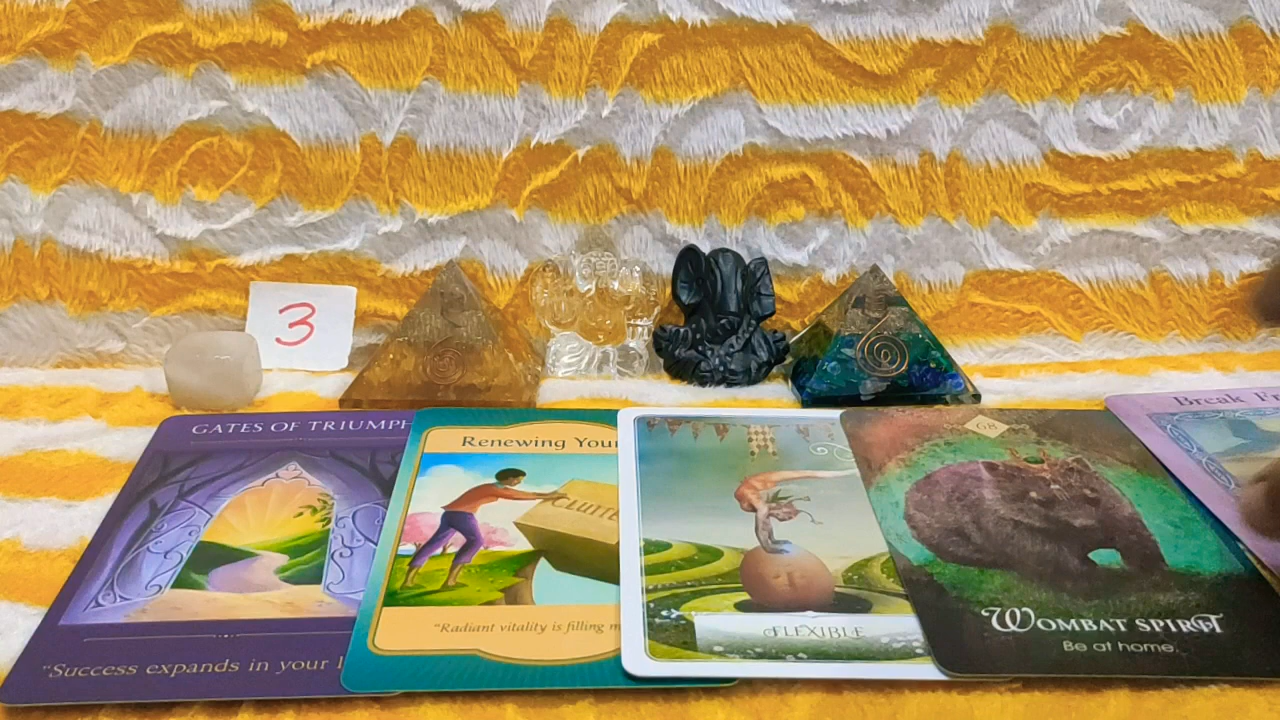 3
GATES OF TRIUMPH
"Success expands in your
Renewing Your
CLUTTE
"Radiant vitality is filling m
FLEXIBLE
68
WOMBAT SPIRIT
Be at home.
Break Fr